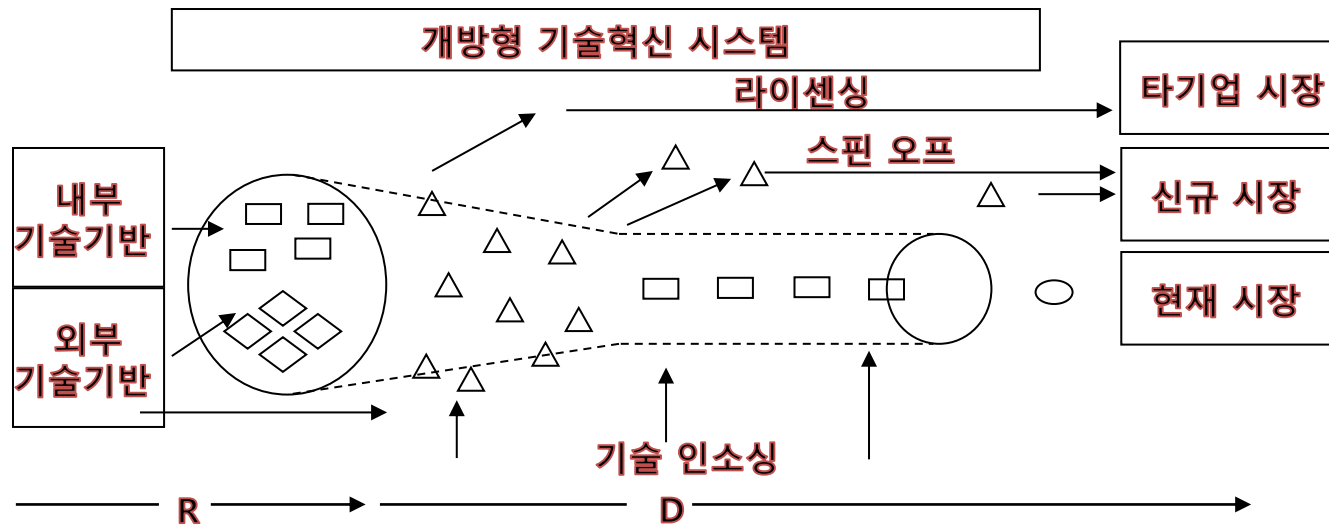 개방형 기술혁신 시스템
라이센싱
타기업 시장
스핀 오프
내부
기술기반
신규 시장
현재 시장
외부
기술기반
기술 인소싱
R
D